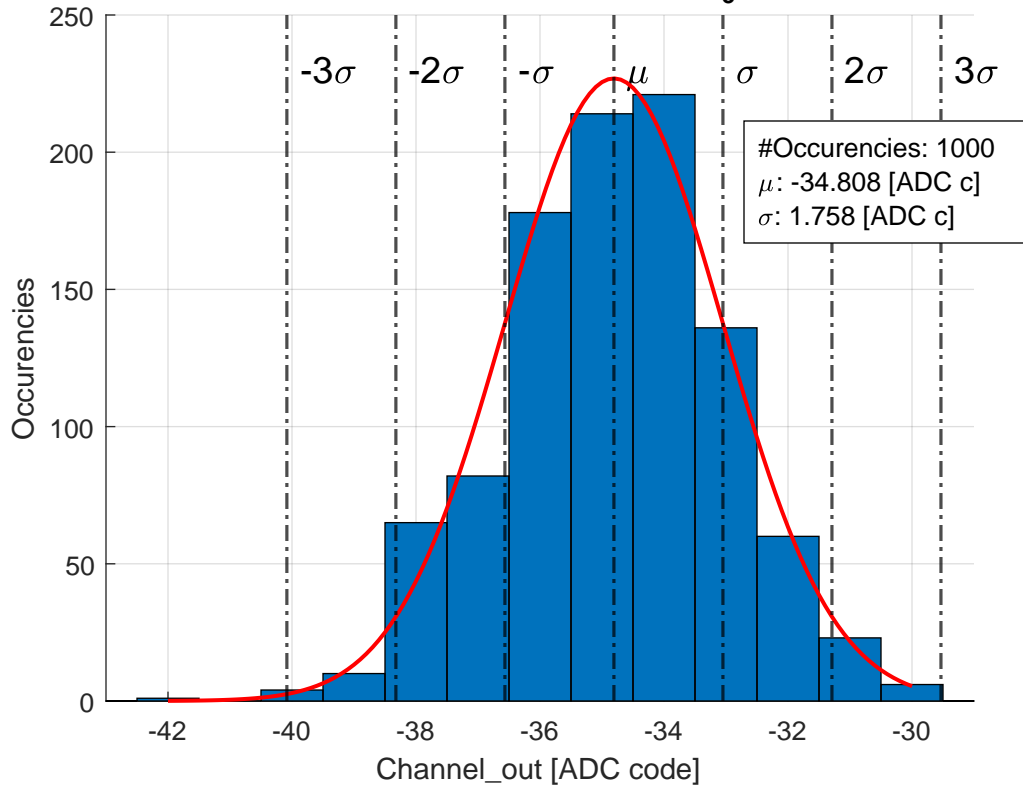 -3σ -2σ -σ μ σ 2σ 3σ
#Occurencies: 1000
μ: -34.808 [ADC c]
σ: 1.758 [ADC c]
250
200
150
100
50
0
Occurencies
-42 -40 -38 -36 -34 -32 -30
Channel_out [ADC code]